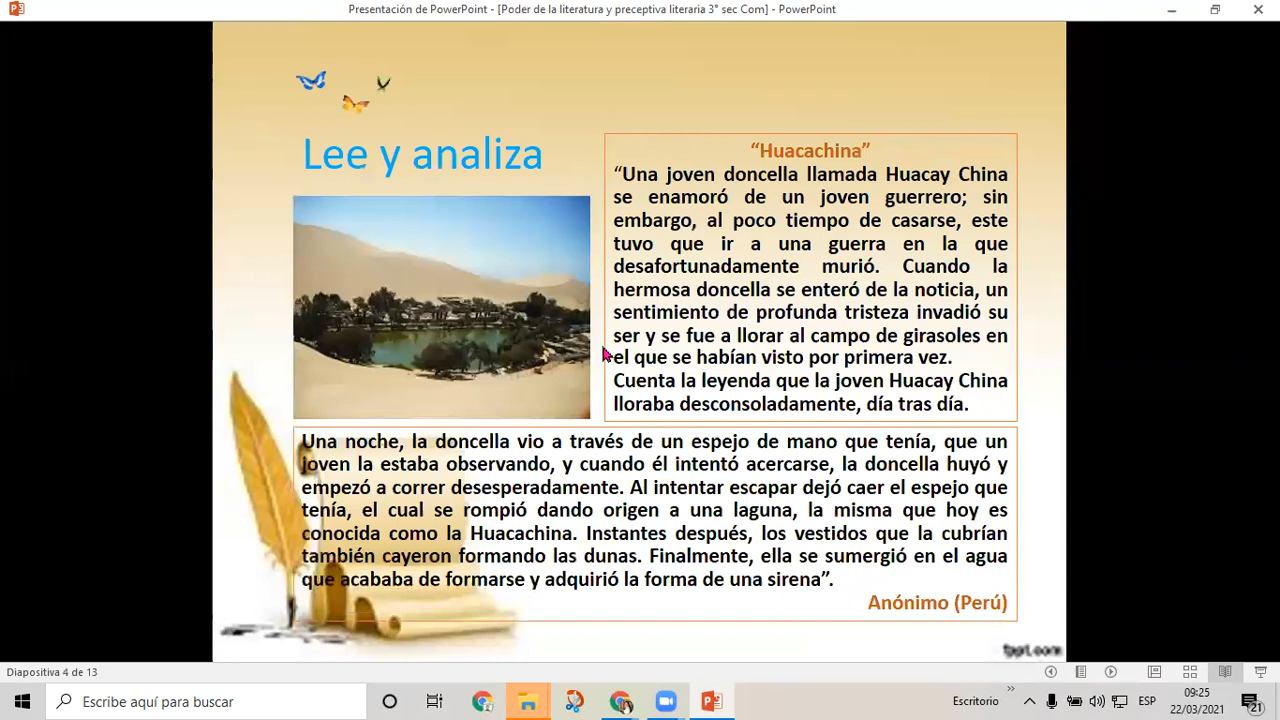 Presentación de PowerPoint - [Poder de la literatura y preceptiva literaria 3° sec Com] - PowerPoint
Lee y analiza
“Huacachina”
“Una joven doncella llamada Huacay China
se enamoró de un joven guerrero; sin
embargo, al poco tiempo de casarse, este
tuvo que ir a una guerra en la que
desafortunadamente murió. Cuando la
hermosa doncella se enteró de la noticia, un
sentimiento de profunda tristeza invadió su
ser y se fue a llorar al campo de girasoles en
el que se habían visto por primera vez.
Cuenta la leyenda que la joven Huacay China
lloraba desconsoladamente, día tras día.
Una noche, la doncella vio a través de un espejo de mano que tenía, que un
joven la estaba observando, y cuando él intentó acercarse, la doncella huyó y
empezó a correr desesperadamente. Al intentar escapar dejó caer el espejo que
tenía, el cual se rompió dando origen a una laguna, la misma que hoy es
conocida como la Huacachina. Instantes después, los vestidos que la cubrían
también cayeron formando las dunas. Finalmente, ella se sumergió en el agua
que acababa de formarse y adquirió la forma de una sirena”.
Anónimo (Perú)
Diapositiva 4 de 13
Escribe aquí para buscar
Escritorio
ESP
09:25
22/03/2021
21